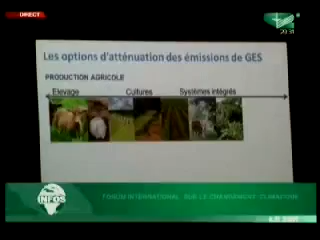 DIRECT
Les options d'atténuation des émissions de GES
PRODUCTION AGRICOLE
Elevage Cultures Systèmes intégrés
INFOS
FORUM INTERNATIONAL SUR LE CHANGEMENT CLIMATIQUE